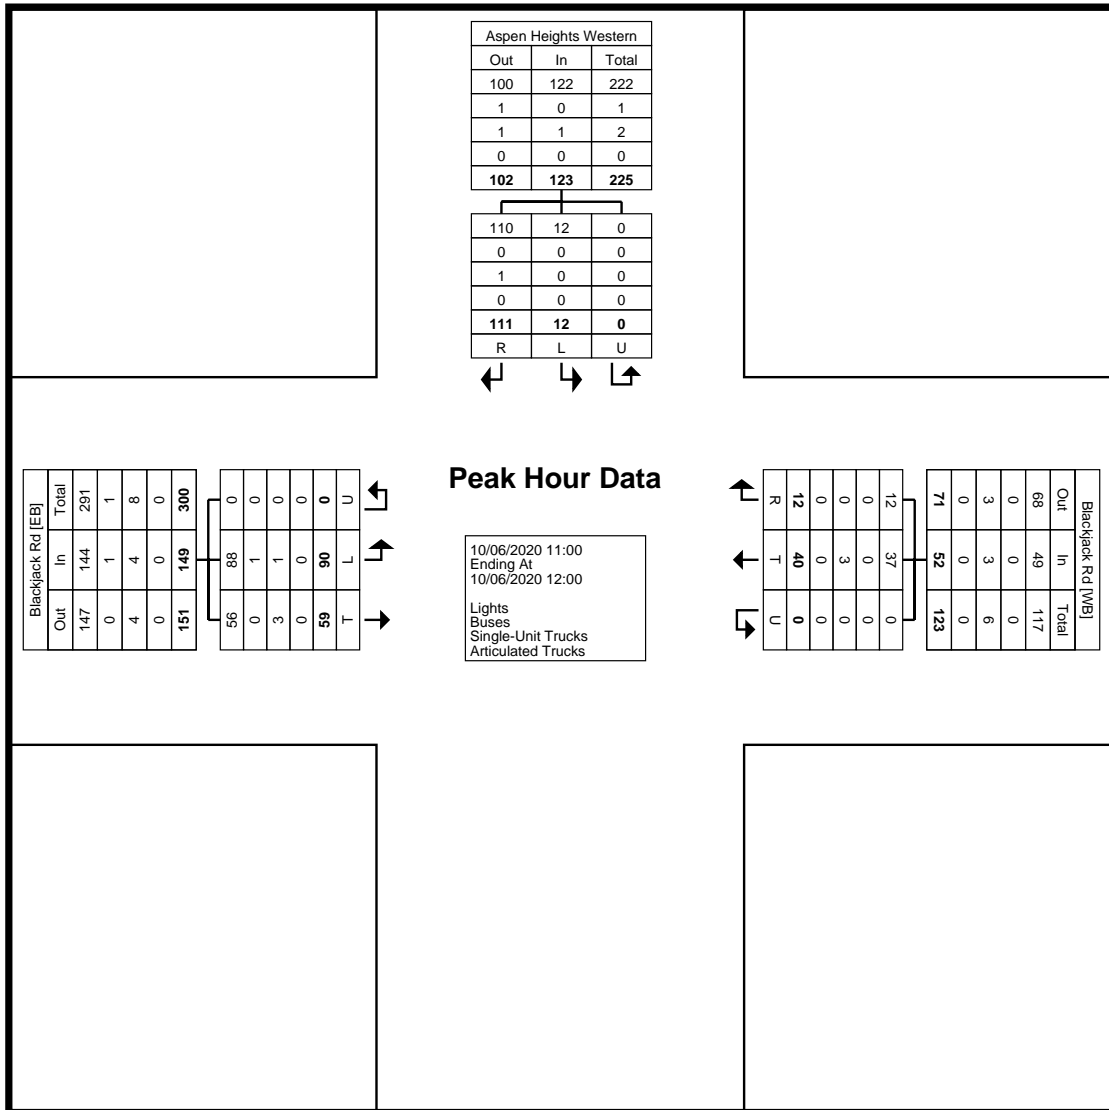 Aspen Heights Western
Out In Total
100 122 222
1 0 1
1 1 2
0 0 0
102 123 225
110 12 0
0 0 0
1 0 0
0 0 0
111 12 0
R L U
Peak Hour Data
10/06/2020 11:00
Ending At
10/06/2020 12:00
Lights
Buses
Single-Unit Trucks
Articulated Trucks
Blackjack Rd [EB]
Out In Total
147 144 291
0 1 1
4 4 8
0 0 0
151 149 300
56 88 0
0 1 0
3 1 0
0 0 0
59 90 0
T L U
Blackjack Rd [WB]
Out In Total
68 49 117
0 0 0
3 3 6
0 0 0
71 52 123
12 37 0
0 0 0
0 3 0
0 0 0
12 40 0
R T U